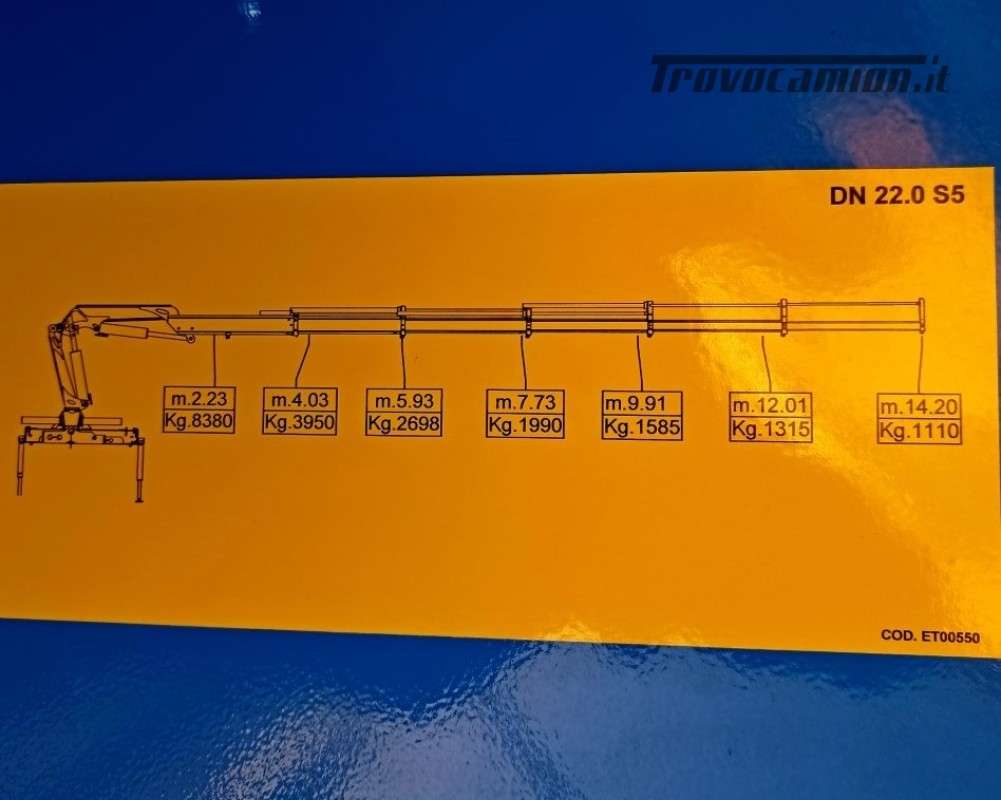 Trovocamion.it
DN 22.0 S5
m.2.23
Kg.8380
m.4.03
Kg.3950
m.5.93
Kg.2698
m.7.73
Kg.1990
m.9.91
Kg.1585
m.12.01
Kg.1315
m.14.20
Kg.1110
COD. ET00550